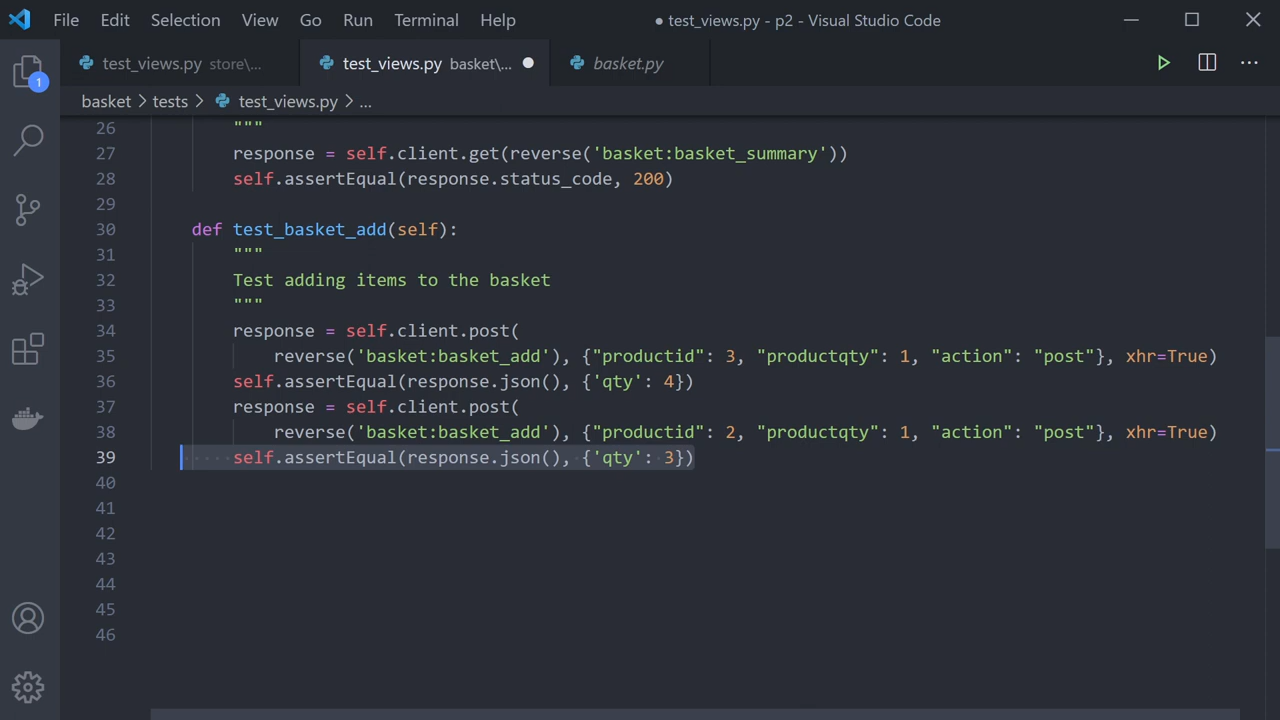 File Edit Selection View Go Run Terminal Help ● test_views.py - p2 - Visual Studio Code
1
test_views.py store\... test_views.py basket\... basket.py
basket > tests > test_views.py > ...
26 """
27 response = self.client.get(reverse('basket:basket_summary'))
28 self.assertEqual(response.status_code, 200)
29
30 def test_basket_add(self):
31 """
32 Test adding items to the basket
33 """
34 response = self.client.post(
35 reverse('basket:basket_add'), {"productid": 3, "productqty": 1, "action": "post"}, xhr=True)
36 self.assertEqual(response.json(), {'qty': 4})
37 response = self.client.post(
38 reverse('basket:basket_add'), {"productid": 2, "productqty": 1, "action": "post"}, xhr=True)
39 self.assertEqual(response.json(), {'qty': 3})
40
41
42
43
44
45
46